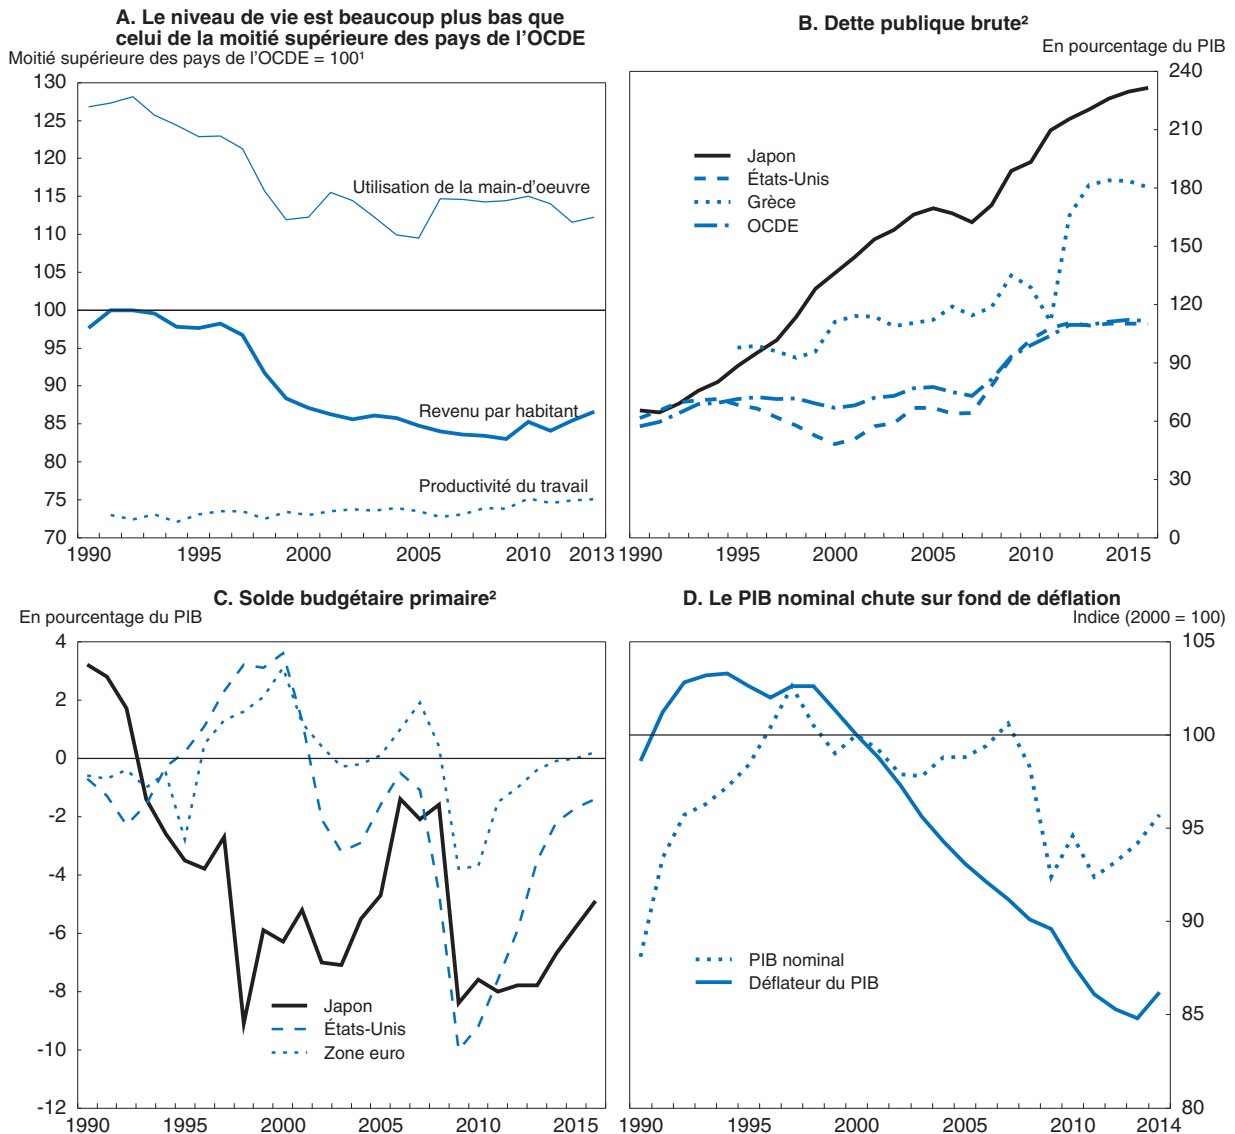 A. Le niveau de vie est beaucoup plus bas que
celui de la moitié supérieure des pays de l'OCDE
Moitié supérieure des pays de l'OCDE = 100¹
130
125
120
115
110
100
95
90
85
80
75
70
Utilisation de la main-d'oeuvre
Revenu par habitant
Productivité du travail
1990 1995 2000 2005 2010 2013
B. Dette publique brute²
En pourcentage du PIB
240
210
180
150
120
90
60
30
0
Japon
États-Unis
Grèce
OCDE
1990 1995 2000 2005 2010 2015
C. Solde budgétaire primaire²
En pourcentage du PIB
4
2
0
-2
-4
-6
-8
-10
-12
Japon
États-Unis
Zone euro
1990 1995 2000 2005 2010 2015
D. Le PIB nominal chute sur fond de déflation
Indice (2000 = 100)
105
100
95
90
85
80
PIB nominal
Déflateur du PIB
1990 1995 2000 2005 2010 2014